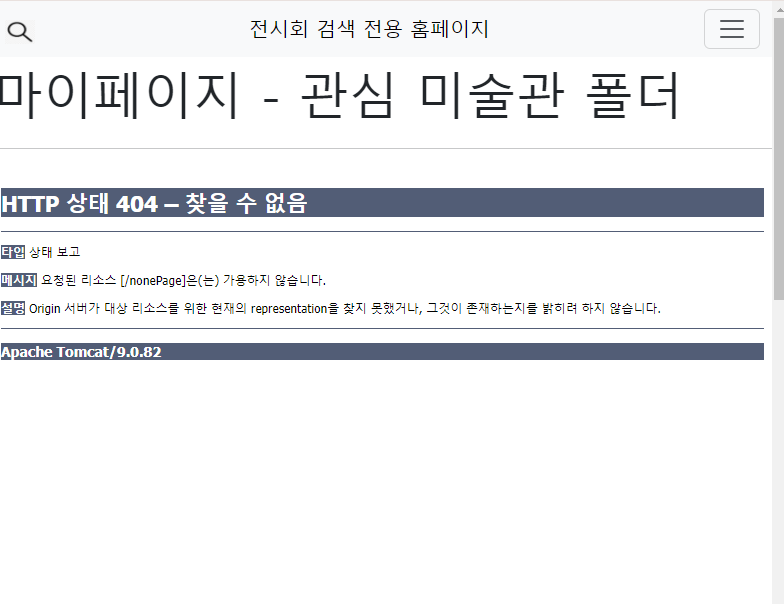 전시회 검색 전용 홈페이지
마이페이지 - 관심 미술관 폴더
HTTP 상태 404 – 찾을 수 없음
타입 상태 보고
메시지 요청된 리소스 [/nonePage]은(는) 가용하지 않습니다.
설명 Origin 서버가 대상 리소스를 위한 현재의 representation을 찾지 못했거나, 그것이 존재하는지를 밝히려 하지 않습니다.
Apache Tomcat/9.0.82